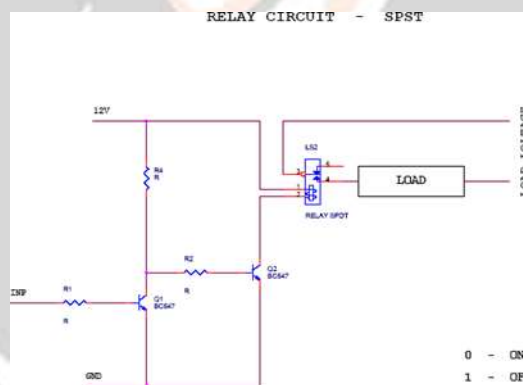 RELAY CIRCUIT - SPST
12V
LS2
R4
R
3
5
4
1
2
LOAD
RELAY SPDT
R2
R
Q2
BC547
INP
R1
R
Q1
BC547
GND
0 - ON
1 - OF